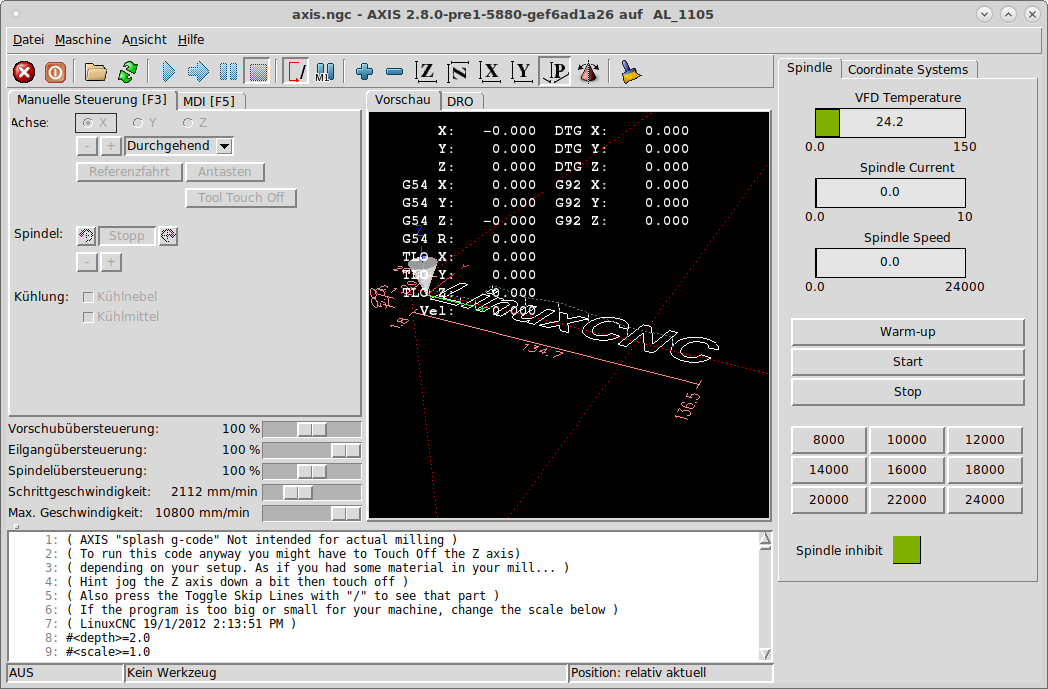 axis.ngc - AXIS 2.8.0-pre1-5880-gef6ad1a26 auf AL_1105
Datei Maschine Ansicht Hilfe
Manuelle Steuerung [F3] MDI [F5]
Achse: X Y Z
- + Durchgehend
Referenzfahrt Antasten
Tool Touch Off
Spindel: Stopp
- +
Kühlung: Kühlnebel
Kühlmittel
Vorschubübersteuerung: 100 %
Eilgangübersteuerung: 100 %
Spindelübersteuerung: 100 %
Schrittgeschwindigkeit: 2112 mm/min
Max. Geschwindigkeit: 10800 mm/min
Vorschau DRO
X: -0.000 DTG X: 0.000
Y: 0.000 DTG Y: 0.000
Z: 0.000 DTG Z: 0.000
G54 X: 0.000 G92 X: 0.000
G54 Y: 0.000 G92 Y: 0.000
G54 Z: -0.000 G92 Z: 0.000
G54 R: 0.000
TLO X: 0.000
TLO Y: 0.000
TLO Z: 0.000
Vel: 0.000
LinuxCNC
134.7
136.5
Spindle Coordinate Systems
VFD Temperature
24.2
0.0 150
Spindle Current
0.0
0.0 10
Spindle Speed
0.0
0.0 24000
Warm-up
Start
Stop
8000 10000 12000
14000 16000 18000
20000 22000 24000
Spindle inhibit
1: ( AXIS "splash g-code" Not intended for actual milling )
2: ( To run this code anyway you might have to Touch Off the Z axis)
3: ( depending on your setup. As if you had some material in your mill... )
4: ( Hint jog the Z axis down a bit then touch off )
5: ( Also press the Toggle Skip Lines with "/" to see that part )
6: ( If the program is too big or small for your machine, change the scale below )
7: ( LinuxCNC 19/1/2012 2:13:51 PM )
8: #<depth>=2.0
9: #<scale>=1.0
AUS Kein Werkzeug Position: relativ aktuell